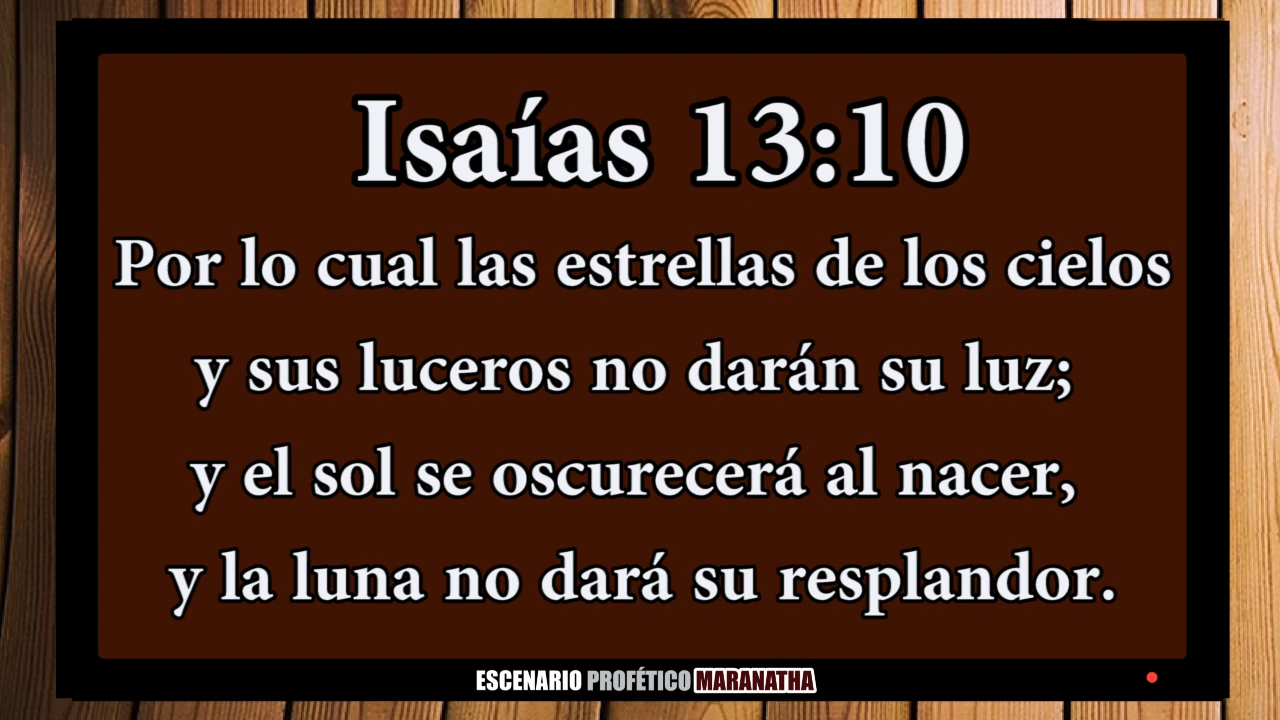 Isaías 13:10
Por lo cual las estrellas de los cielos
y sus luceros no darán su luz;
y el sol se oscurecerá al nacer,
y la luna no dará su resplandor.
ESCENARIO PROFÉTICO MARANATHA